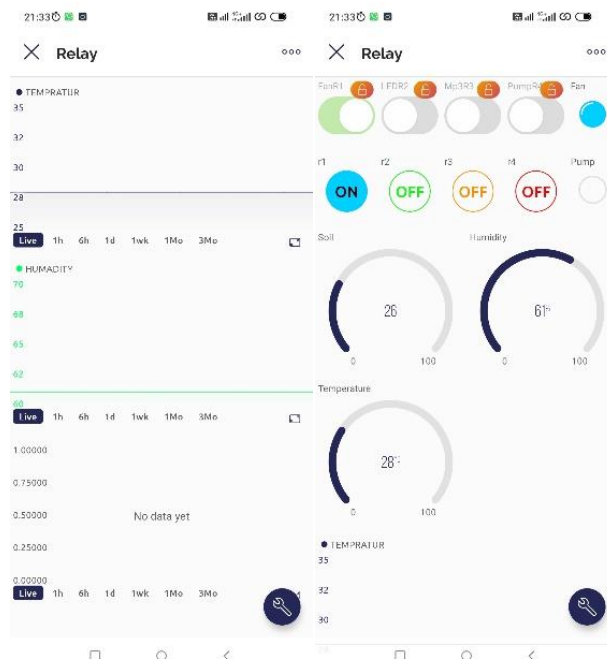 21:33
Relay
TEMPRATUR
35
32
30
28
25
Live 1h 6h 1d 1wk 1Mo 3Mo
HUMADITY
70
68
65
62
60
Live 1h 6h 1d 1wk 1Mo 3Mo
1.00000
0.75000
0.50000
No data yet
0.25000
0.00000
Live 1h 6h 1d 1wk 1Mo 3Mo
21:33
Relay
FanR1 LEDR2 Mp3R3 PumpR4 Fan
r1 r2 r3 r4 Pump
ON OFF OFF OFF
Soil Humidity
26 61
0 100 0 100
Temperature
28
0 100
TEMPRATUR
35
32
30